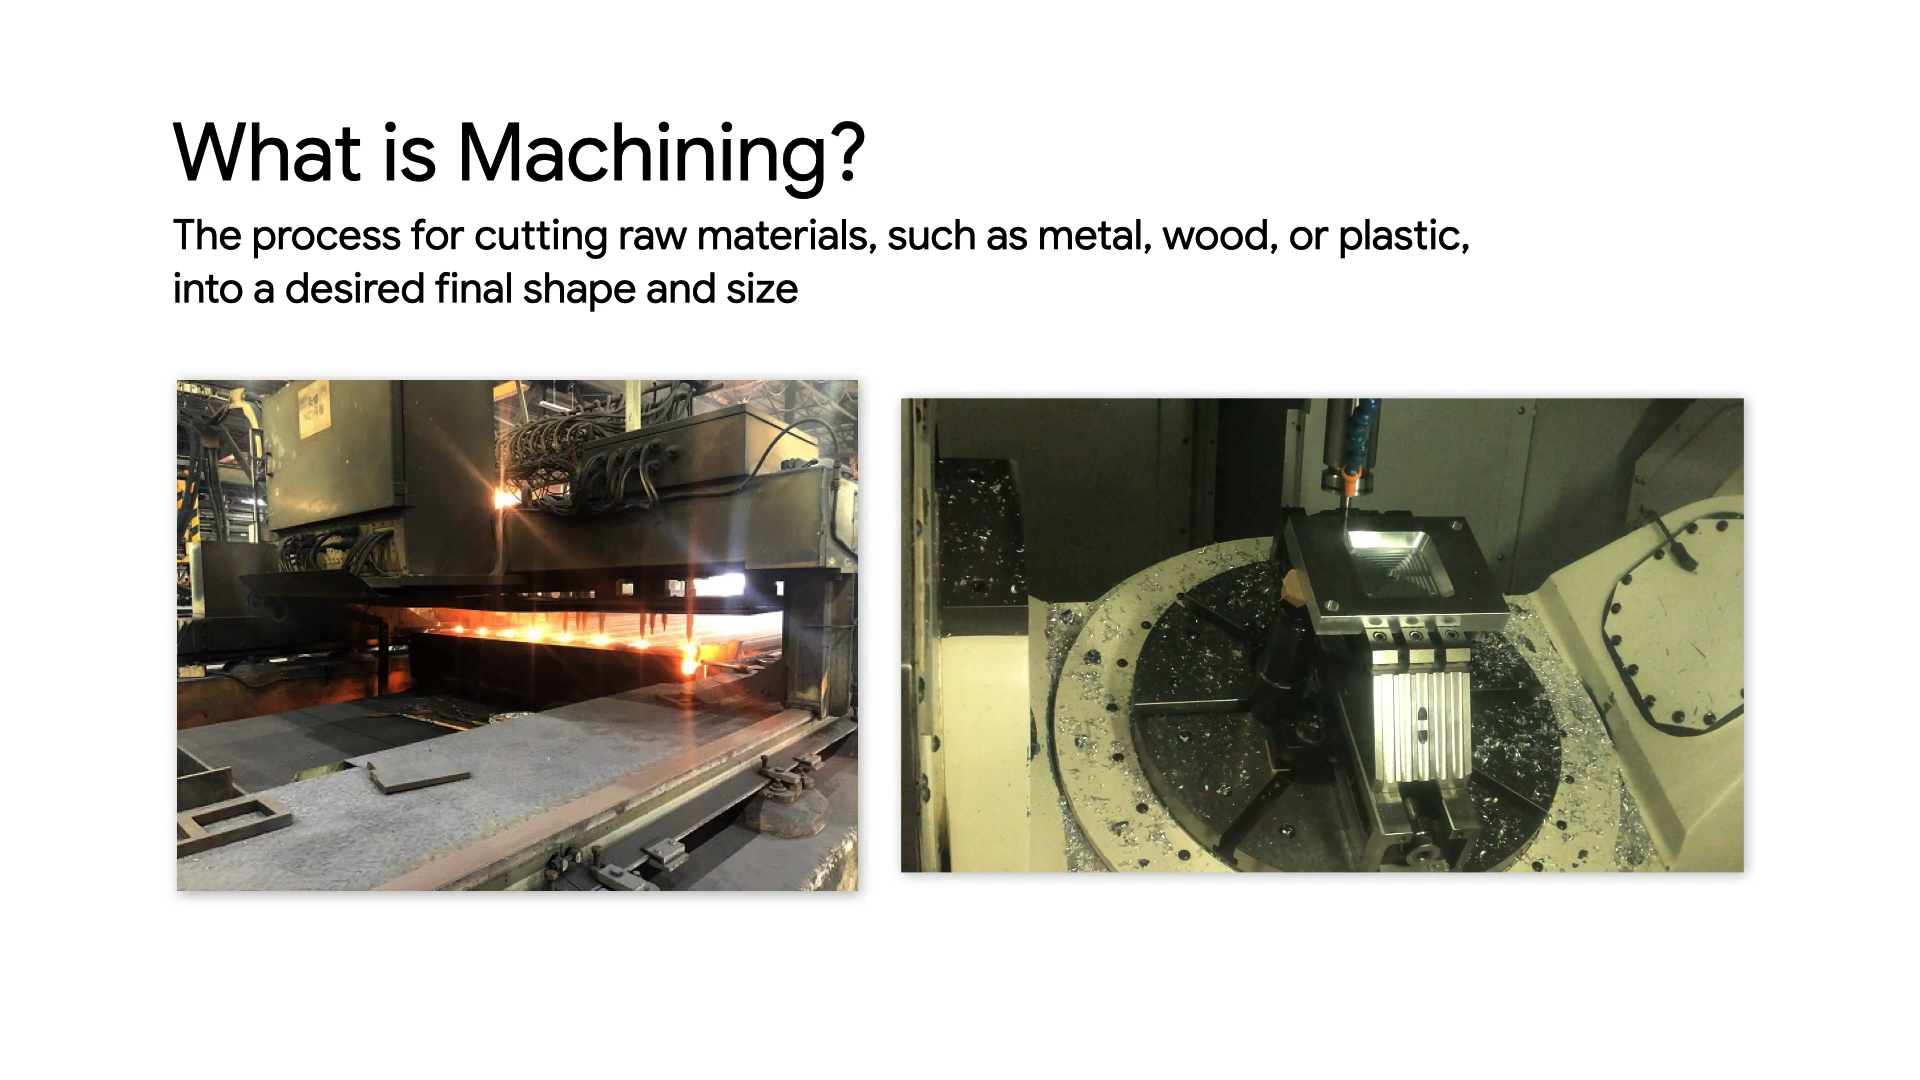 What is Machining?
The process for cutting raw materials, such as metal, wood, or plastic,
into a desired final shape and size